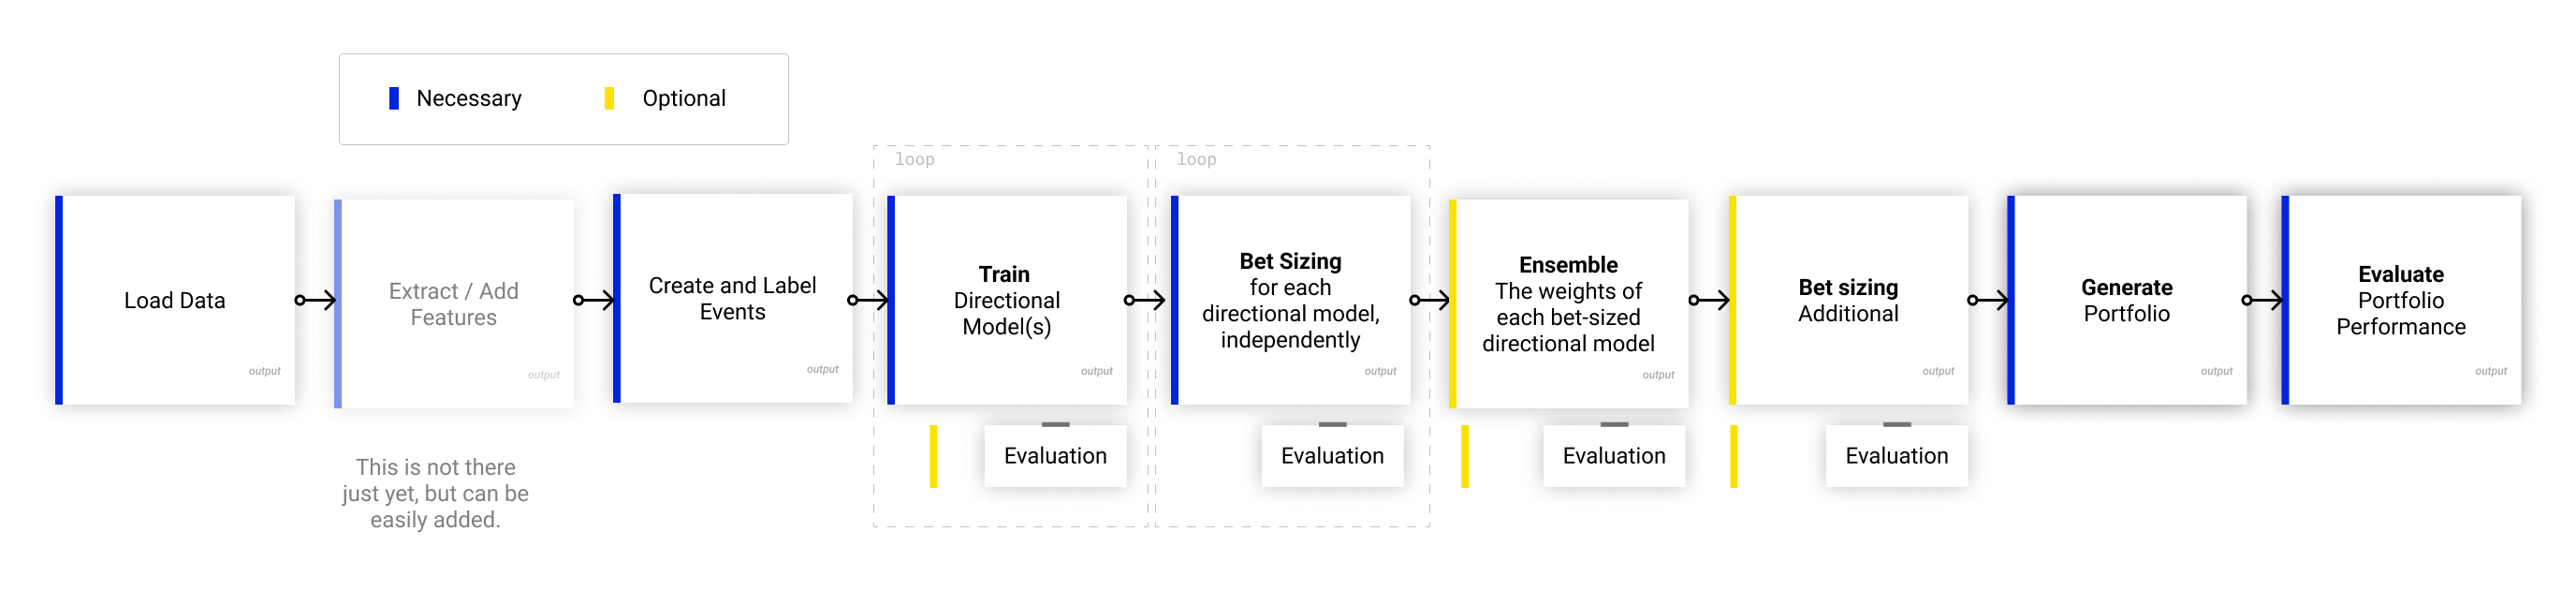 Necessary
Optional
loop
loop
Load Data
output
Extract / Add
Features
output
This is not there
just yet, but can be
easily added.
Create and Label
Events
output
Train
Directional
Model(s)
output
Evaluation
Bet Sizing
for each
directional model,
independently
output
Evaluation
Ensemble
The weights of
each bet-sized
directional model
output
Evaluation
Bet sizing
Additional
output
Evaluation
Generate
Portfolio
output
Evaluate
Portfolio
Performance
output